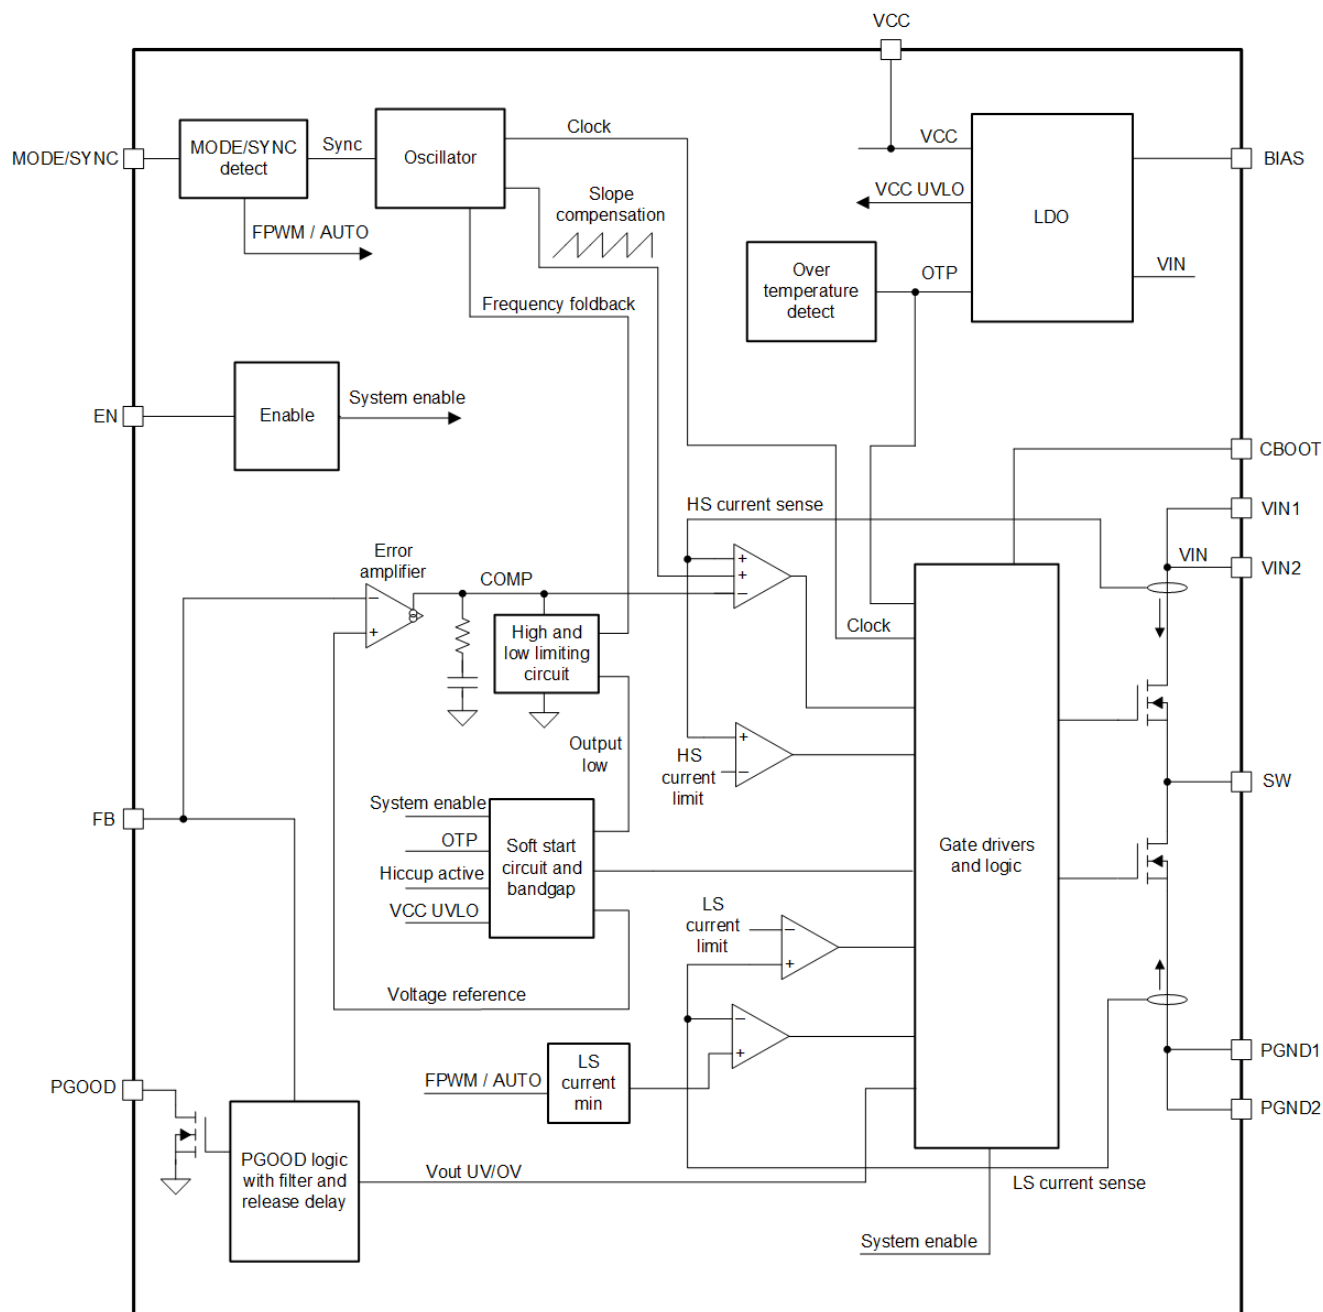 VCC
MODE/SYNC
MODE/SYNC
detect
Sync
Oscillator
Clock
Slope
compensation
FPWM / AUTO
Frequency foldback
VCC
VCC UVLO
LDO
BIAS
VIN
Over
temperature
detect
OTP
EN
Enable
System enable
CBOOT
VIN1
VIN
VIN2
HS current sense
Error
amplifier
COMP
+
+
−
−
+
High and
low limiting
circuit
Clock
Output
low
HS
current
limit
+
−
SW
FB
System enable
OTP
Hiccup active
VCC UVLO
Soft start
circuit and
bandgap
Gate drivers
and logic
LS
current
limit
−
+
Voltage reference
−
+
PGND1
PGND2
FPWM / AUTO
LS
current
min
PGOOD
PGOOD logic
with filter and
release delay
Vout UV/OV
LS current sense
System enable